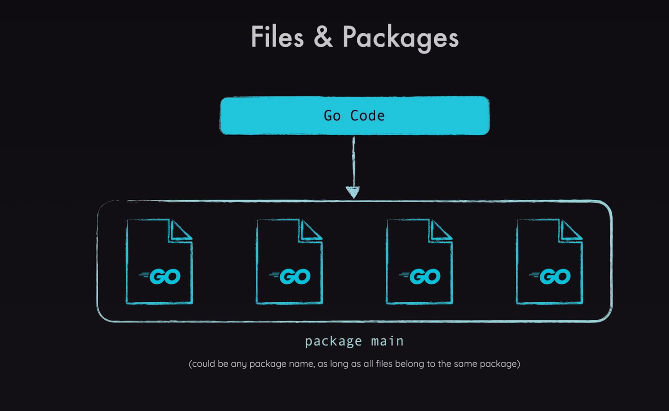 Files & Packages
Go Code
GO GO GO GO
package main
(could be any package name, as long as all files belong to the same package)